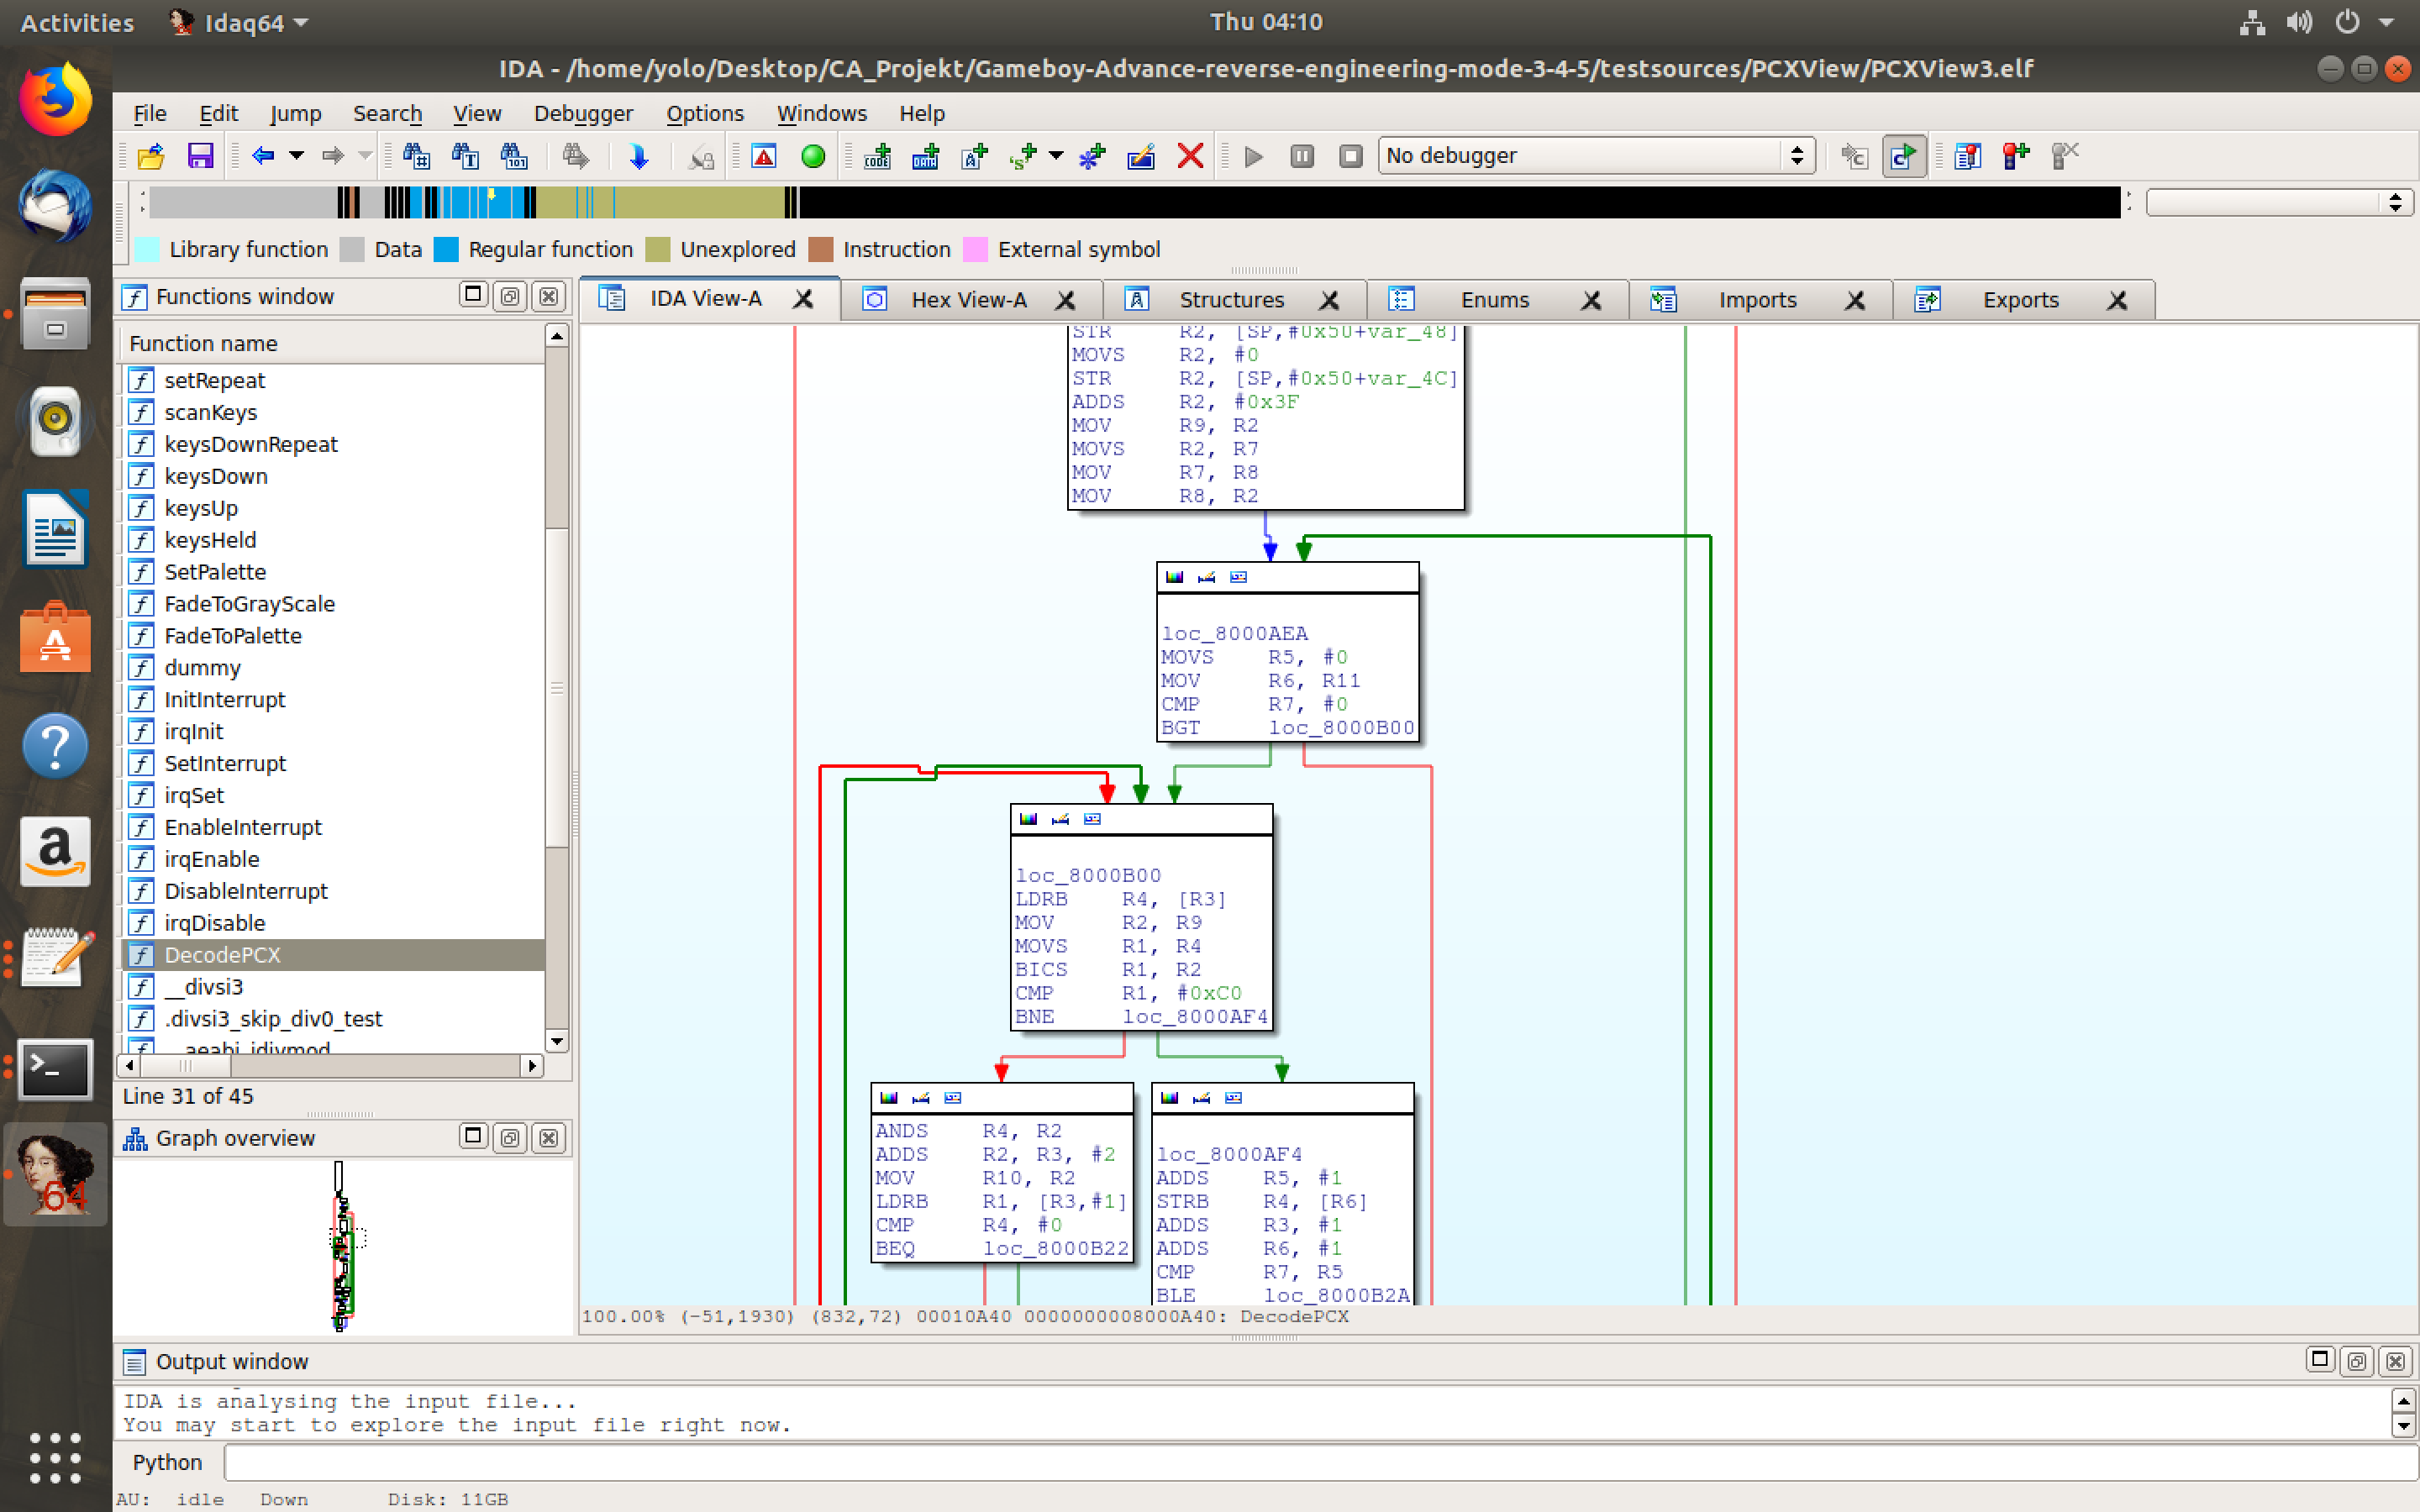 Activities Idaq64 Thu 04:10
IDA - /home/yolo/Desktop/CA_Projekt/Gameboy-Advance-reverse-engineering-mode-3-4-5/testsources/PCXView/PCXView3.elf
File Edit Jump Search View Debugger Options Windows Help
No debugger
Library function Data Regular function Unexplored Instruction External symbol
Functions window
Function name
setRepeat
scanKeys
keysDownRepeat
keysDown
keysUp
keysHeld
SetPalette
FadeToGrayScale
FadeToPalette
dummy
InitInterrupt
irqInit
SetInterrupt
irqSet
EnableInterrupt
irqEnable
DisableInterrupt
irqDisable
DecodePCX
__divsi3
.divsi3_skip_div0_test
__aeabi_idivmod
Line 31 of 45
Graph overview
IDA View-A Hex View-A Structures Enums Imports Exports
STR R2, [SP,#0x50+var_48]
MOVS R2, #0
STR R2, [SP,#0x50+var_4C]
ADDS R2, #0x3F
MOV R9, R2
MOVS R2, R7
MOV R7, R8
MOV R8, R2
loc_8000AEA
MOVS R5, #0
MOV R6, R11
CMP R7, #0
BGT loc_8000B00
loc_8000B00
LDRB R4, [R3]
MOV R2, R9
MOVS R1, R4
BICS R1, R2
CMP R1, #0xC0
BNE loc_8000AF4
ANDS R4, R2
ADDS R2, R3, #2
MOV R10, R2
LDRB R1, [R3,#1]
CMP R4, #0
BEQ loc_8000B22
loc_8000AF4
ADDS R5, #1
STRB R4, [R6]
ADDS R3, #1
ADDS R6, #1
CMP R7, R5
BLE loc_8000B2A
100.00% (-51,1930) (832,72) 00010A40 0000000008000A40: DecodePCX
Output window
IDA is analysing the input file...
You may start to explore the input file right now.
Python
AU: idle Down Disk: 11GB
64